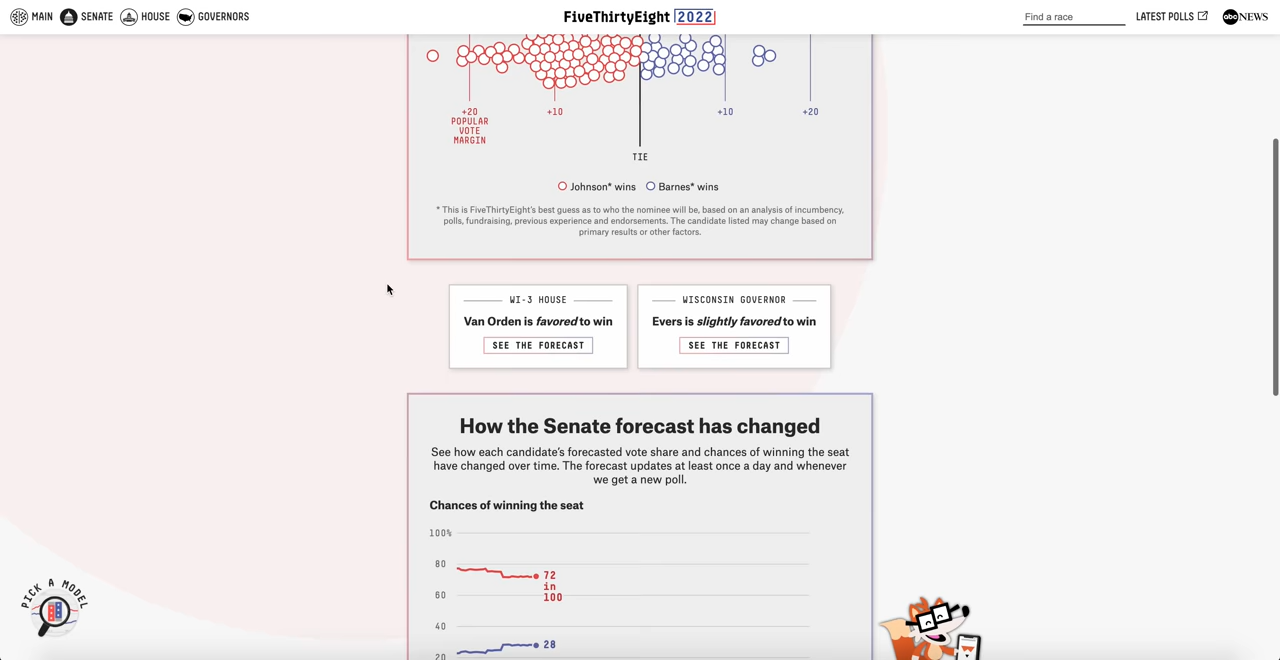 MAIN SENATE HOUSE GOVERNORS
FiveThirtyEight 2022
Find a race
LATEST POLLS
abc NEWS
+20 +10 +10 +20
POPULAR
VOTE
MARGIN
TIE
Johnson* wins Barnes* wins
* This is FiveThirtyEight's best guess as to who the nominee will be, based on an analysis of incumbency,
polls, fundraising, previous experience and endorsements. The candidate listed may change based on
primary results or other factors.
WI-3 HOUSE
Van Orden is favored to win
SEE THE FORECAST
WISCONSIN GOVERNOR
Evers is slightly favored to win
SEE THE FORECAST
How the Senate forecast has changed
See how each candidate's forecasted vote share and chances of winning the seat
have changed over time. The forecast updates at least once a day and whenever
we get a new poll.
Chances of winning the seat
100%
80
72
in
100
60
40
28
20
PICK A MODEL